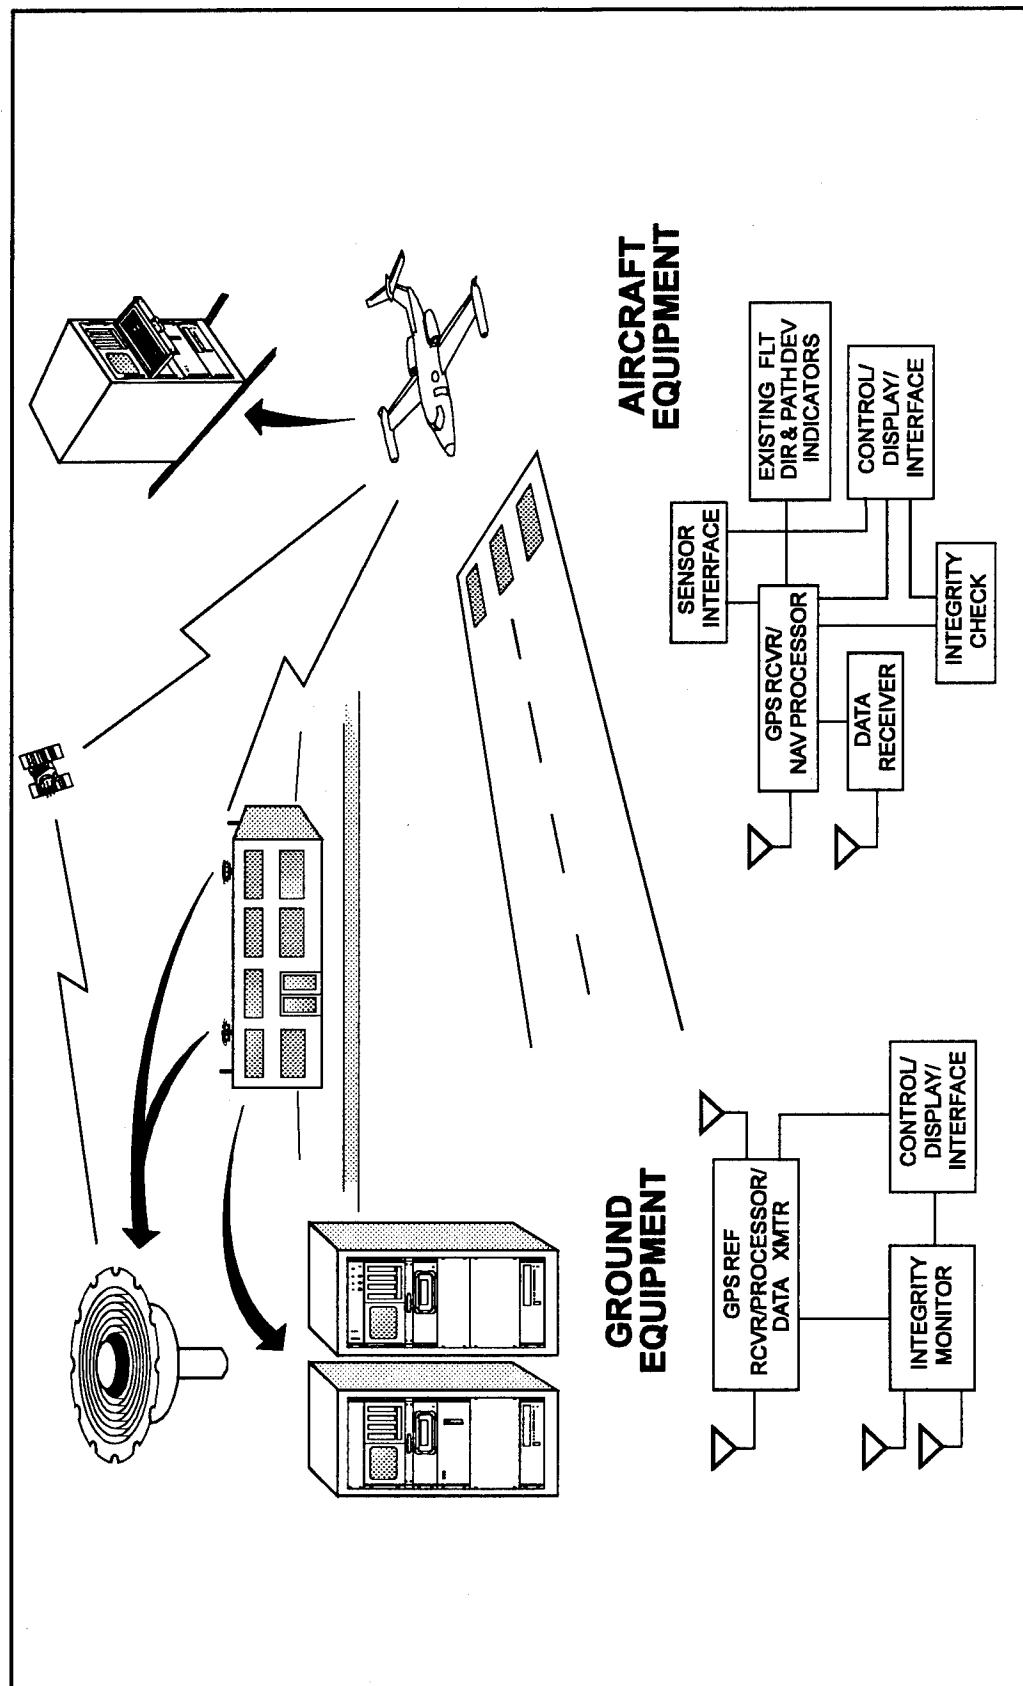 GROUND
EQUIPMENT
GPS REF
RCVR/PROCESSOR/
DATA XMTR
INTEGRITY
MONITOR
CONTROL/
DISPLAY/
INTERFACE
AIRCRAFT
EQUIPMENT
SENSOR
INTERFACE
GPS RCVR/
NAV PROCESSOR
EXISTING FLT
DIR & PATH DEV
INDICATORS
DATA
RECEIVER
CONTROL/
DISPLAY/
INTERFACE
INTEGRITY
CHECK